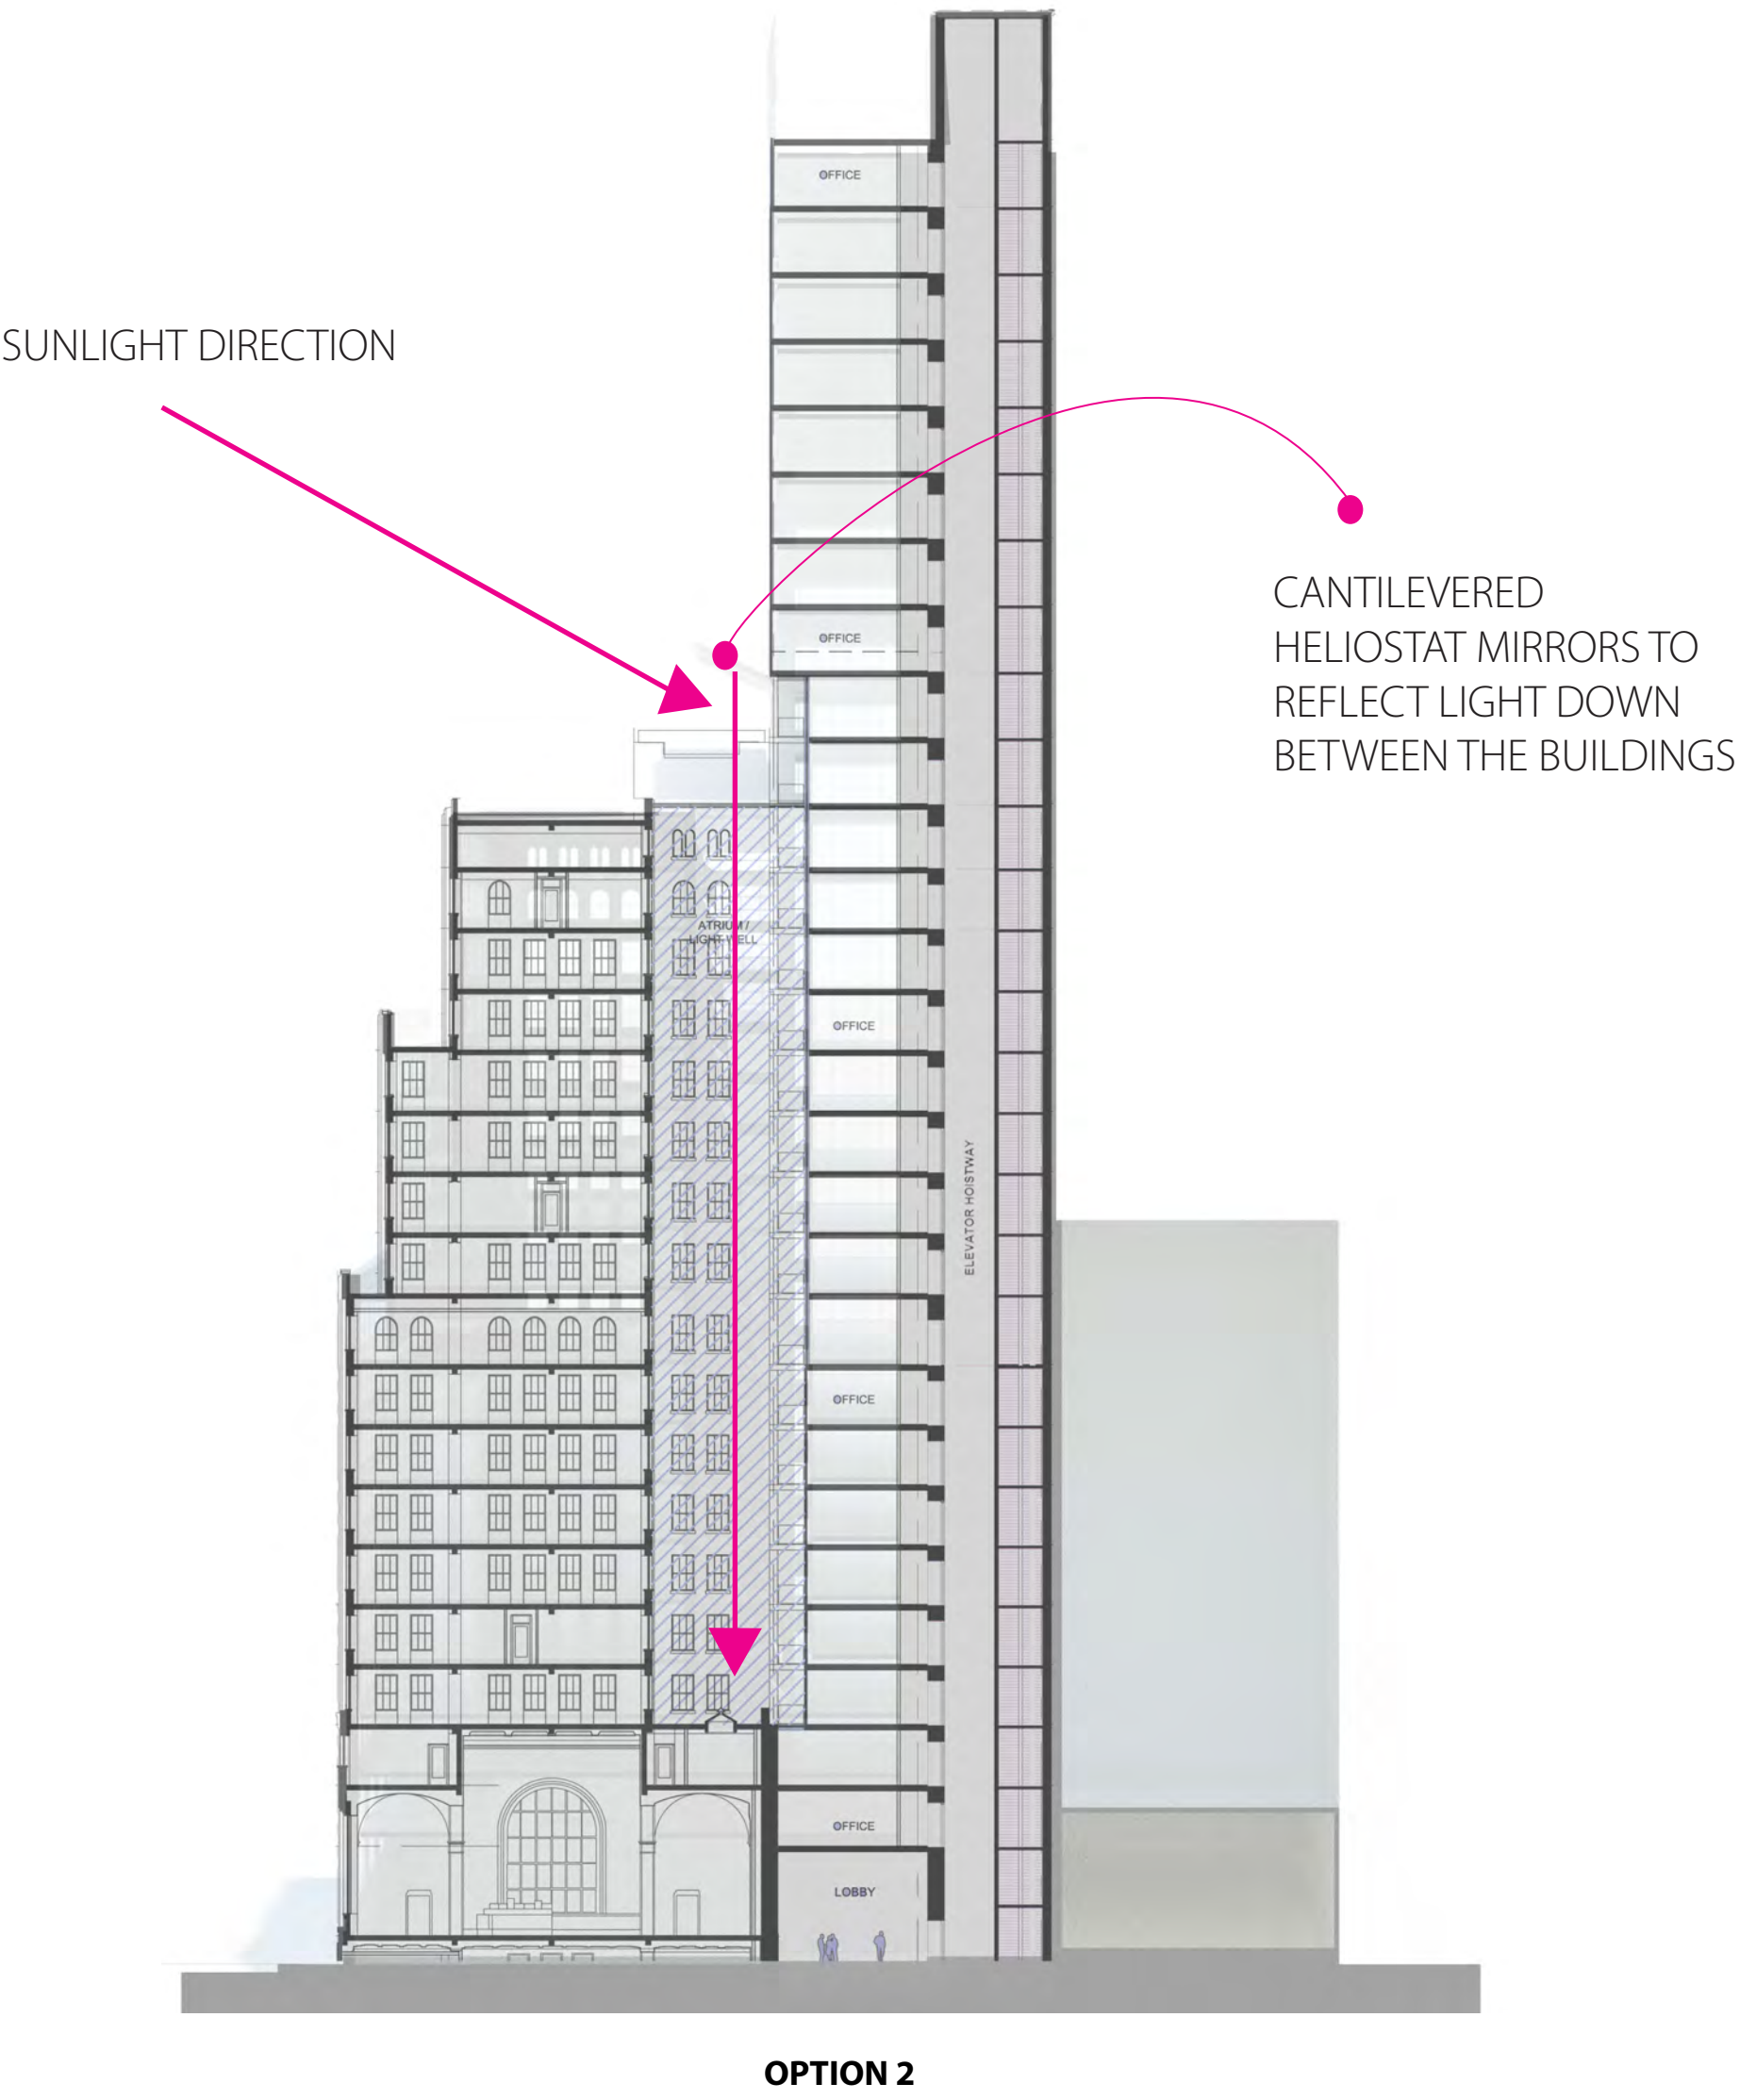 OFFICE
SUNLIGHT DIRECTION
CANTILEVERED
HELIOSTAT MIRRORS TO
REFLECT LIGHT DOWN
BETWEEN THE BUILDINGS
OFFICE
ATRIUM /
LIGHT WELL
OFFICE
ELEVATOR HOISTWAY
OFFICE
OFFICE
LOBBY
OPTION 2